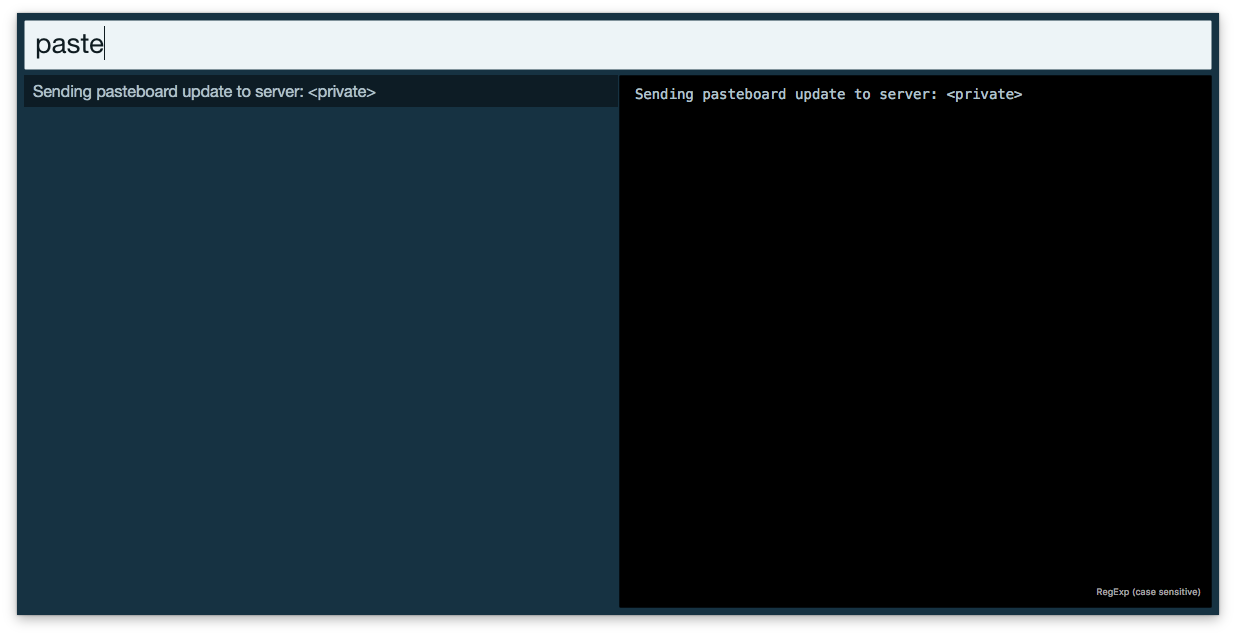 paste
Sending pasteboard update to server: <private>
Sending pasteboard update to server: <private>
RegExp (case sensitive)